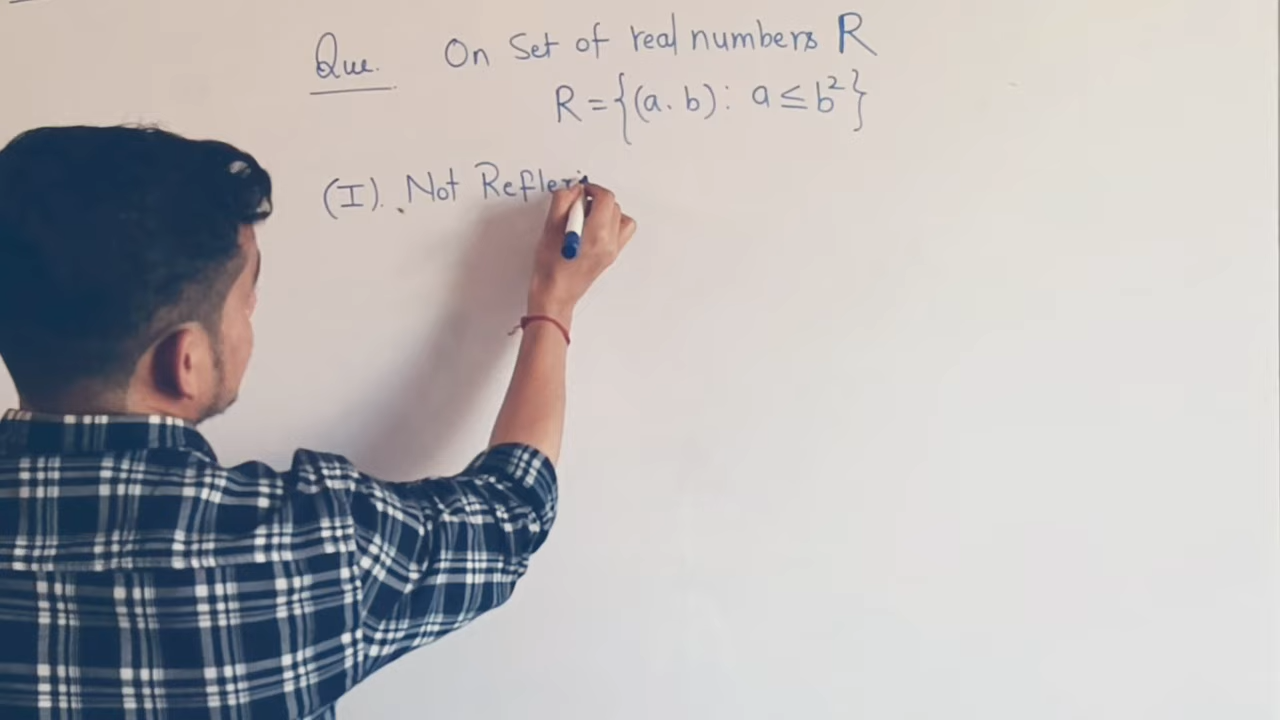 Que. On Set of real numbers R
R = {(a. b): a ≤ b²}
(I). Not Reflexi